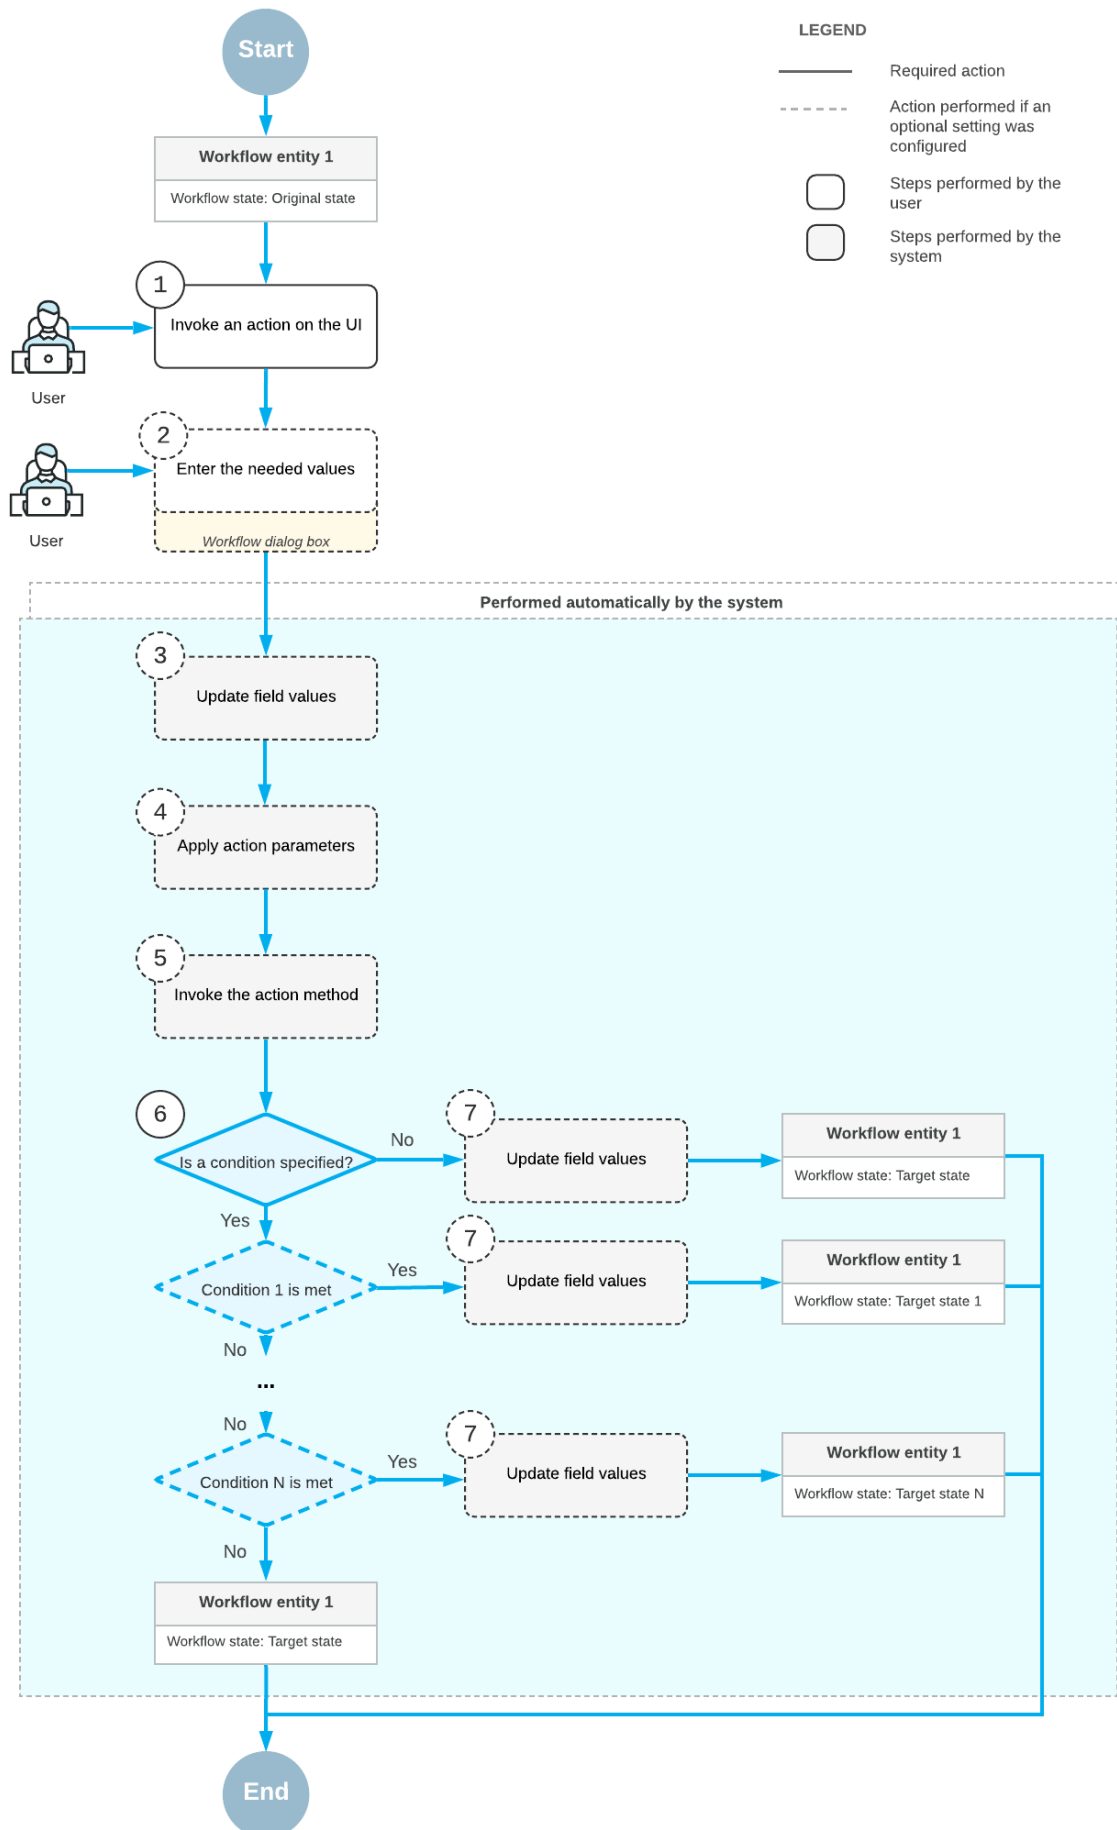 Start
LEGEND
Required action
Action performed if an
optional setting was
configured
Steps performed by the
user
Steps performed by the
system
Workflow entity 1
Workflow state: Original state
1
Invoke an action on the UI
User
2
Enter the needed values
Workflow dialog box
User
Performed automatically by the system
3
Update field values
4
Apply action parameters
5
Invoke the action method
6
Is a condition specified?
No
7
Update field values
Workflow entity 1
Workflow state: Target state
Yes
Condition 1 is met
Yes
7
Update field values
Workflow entity 1
Workflow state: Target state 1
No
...
No
Condition N is met
Yes
7
Update field values
Workflow entity 1
Workflow state: Target state N
No
Workflow entity 1
Workflow state: Target state
End